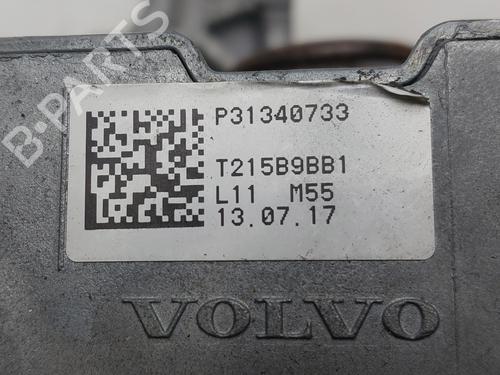 P31340733
T215B9BB1
L11 M55
13.07.17
VOLVO
B-PARTS